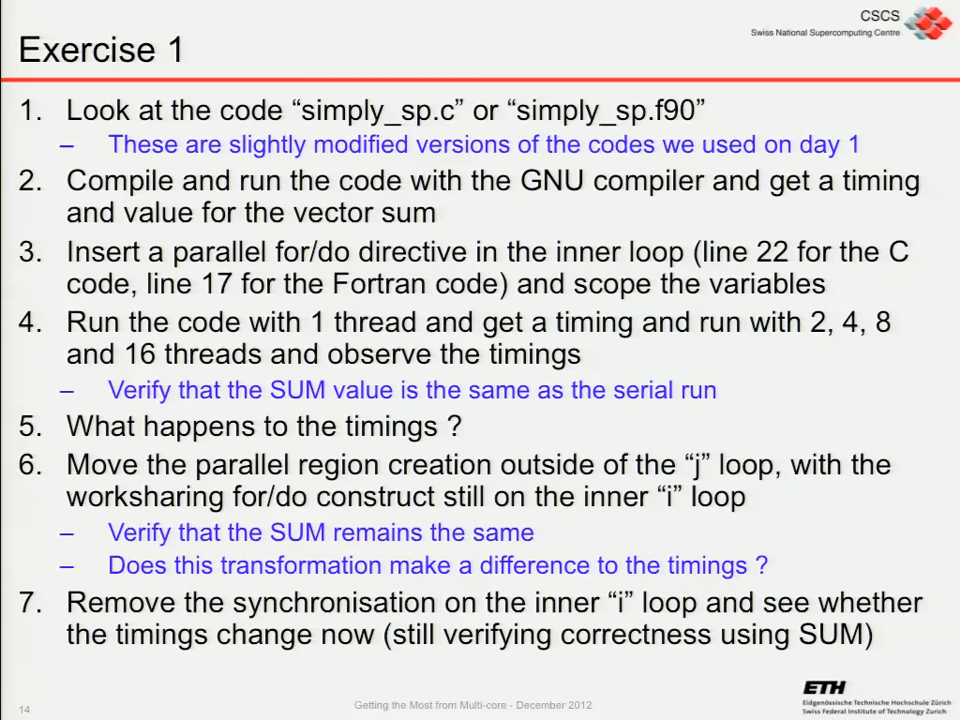 CSCS
Swiss National Supercomputing Centre
Exercise 1
1. Look at the code “simply_sp.c” or “simply_sp.f90”
– These are slightly modified versions of the codes we used on day 1
2. Compile and run the code with the GNU compiler and get a timing
and value for the vector sum
3. Insert a parallel for/do directive in the inner loop (line 22 for the C
code, line 17 for the Fortran code) and scope the variables
4. Run the code with 1 thread and get a timing and run with 2, 4, 8
and 16 threads and observe the timings
– Verify that the SUM value is the same as the serial run
5. What happens to the timings ?
6. Move the parallel region creation outside of the “j” loop, with the
worksharing for/do construct still on the inner “i” loop
– Verify that the SUM remains the same
– Does this transformation make a difference to the timings ?
7. Remove the synchronisation on the inner “i” loop and see whether
the timings change now (still verifying correctness using SUM)
14
Getting the Most from Multi-core - December 2012
ETH
Eidgenössische Technische Hochschule Zürich
Swiss Federal Institute of Technology Zurich